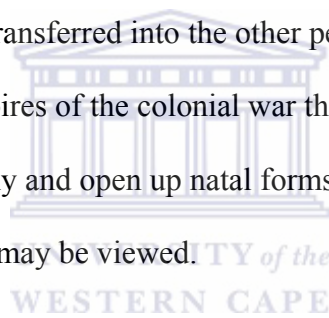 ransferred into the other pe
oires of the colonial war th
y and open up natal forms
may be viewed.
UNIVERSITY of the
WESTERN CAPE